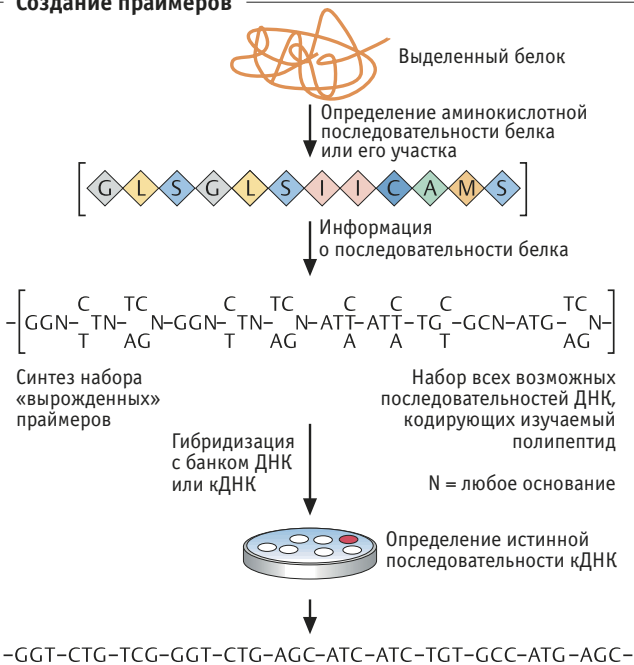 Создание праймеров
Выделенный белок
Определение аминокислотной
последовательности белка
или его участка
G L S G L S I I C A M S
Информация
о последовательности белка
C TC C TC C C C TC
-[GGN- TN- N-GGN- TN- N-ATT-ATT-TG -GCN-ATG- N-]
T AG T AG A A T AG
Синтез набора
«вырожденных»
праймеров
Набор всех возможных
последовательностей ДНК,
кодирующих изучаемый
полипептид
N = любое основание
Гибридизация
с банком ДНК
или кДНК
Определение истинной
последовательности кДНК
-GGT-CTG-TCG-GGT-CTG-AGC-ATC-ATC-TGT-GCC-ATG-AGC-